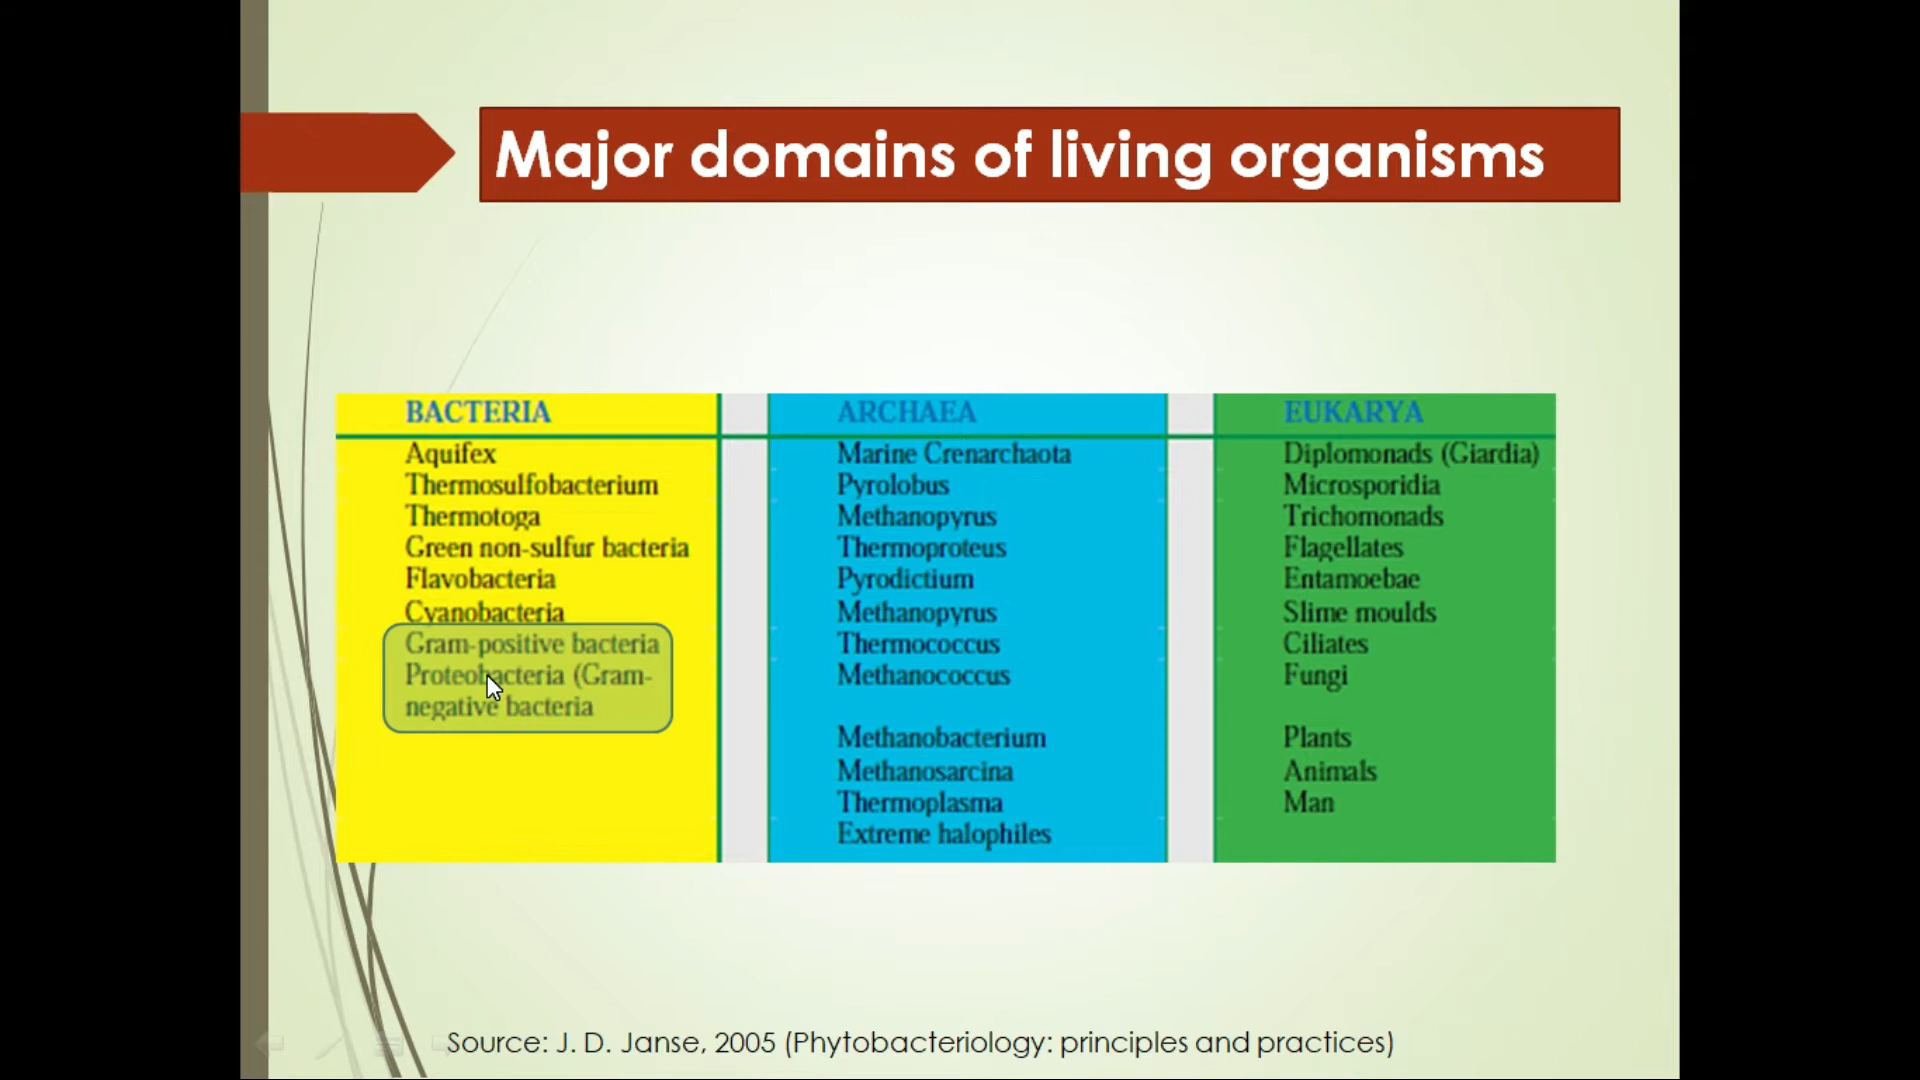 Major domains of living organisms
BACTERIA
Aquifex
Thermosulfobacterium
Thermotoga
Green non-sulfur bacteria
Flavobacteria
Cyanobacteria
Gram-positive bacteria
Proteobacteria (Gram-
negative bacteria
ARCHAEA
Marine Crenarchaota
Pyrolobus
Methanopyrus
Thermoproteus
Pyrodictium
Methanopyrus
Thermococcus
Methanococcus
Methanobacterium
Methanosarcina
Thermoplasma
Extreme halophiles
EUKARYA
Diplomonads (Giardia)
Microsporidia
Trichomonads
Flagellates
Entamoebae
Slime moulds
Ciliates
Fungi
Plants
Animals
Man
Source: J. D. Janse, 2005 (Phytobacteriology: principles and practices)